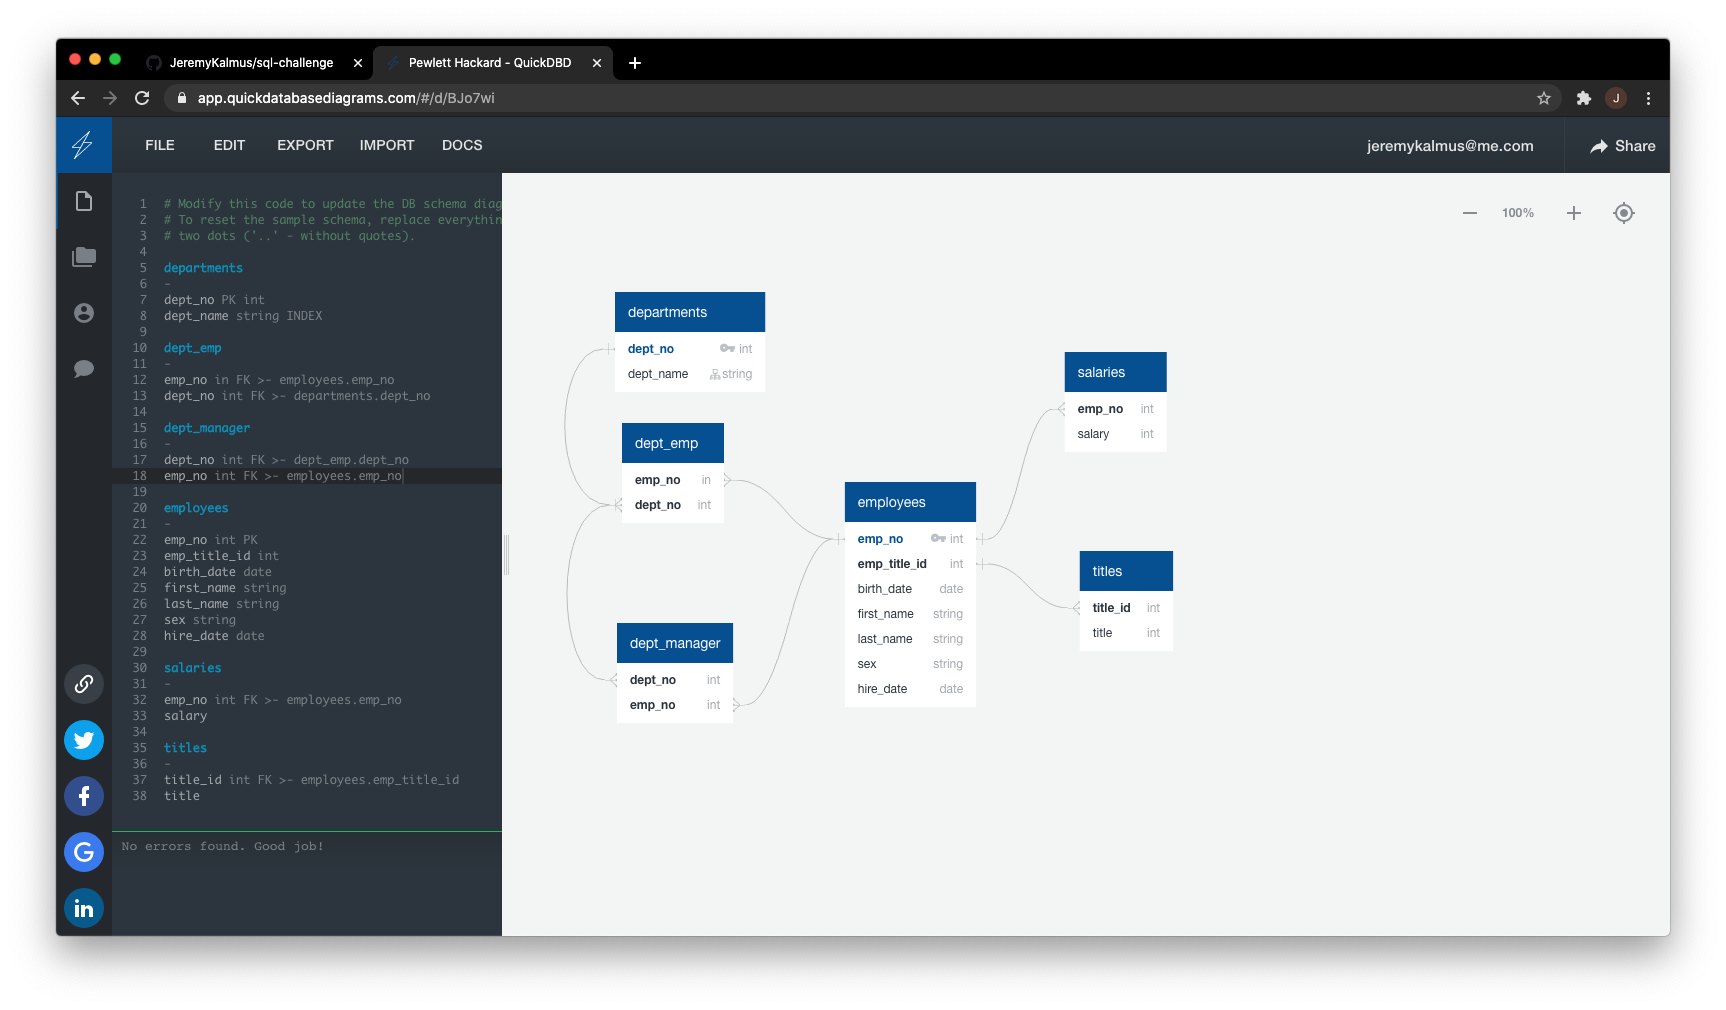 JeremyKalmus/sql-challenge
Pewlett Hackard - QuickDBD
app.quickdatabasediagrams.com/#/d/BJo7wi
J
FILE EDIT EXPORT IMPORT DOCS
jeremykalmus@me.com
Share
1 # Modify this code to update the DB schema diag
2 # To reset the sample schema, replace everythin
3 # two dots ('..' - without quotes).
4
5 departments
6 -
7 dept_no PK int
8 dept_name string INDEX
9
10 dept_emp
11 -
12 emp_no in FK >- employees.emp_no
13 dept_no int FK >- departments.dept_no
14
15 dept_manager
16 -
17 dept_no int FK >- dept_emp.dept_no
18 emp_no int FK >- employees.emp_no
19
20 employees
21 -
22 emp_no int PK
23 emp_title_id int
24 birth_date date
25 first_name string
26 last_name string
27 sex string
28 hire_date date
29
30 salaries
31 -
32 emp_no int FK >- employees.emp_no
33 salary
34
35 titles
36 -
37 title_id int FK >- employees.emp_title_id
38 title
No errors found. Good job!
100%
departments
dept_no int
dept_name string
dept_emp
emp_no in
dept_no int
dept_manager
dept_no int
emp_no int
employees
emp_no int
emp_title_id int
birth_date date
first_name string
last_name string
sex string
hire_date date
salaries
emp_no int
salary int
titles
title_id int
title int
f
G
in